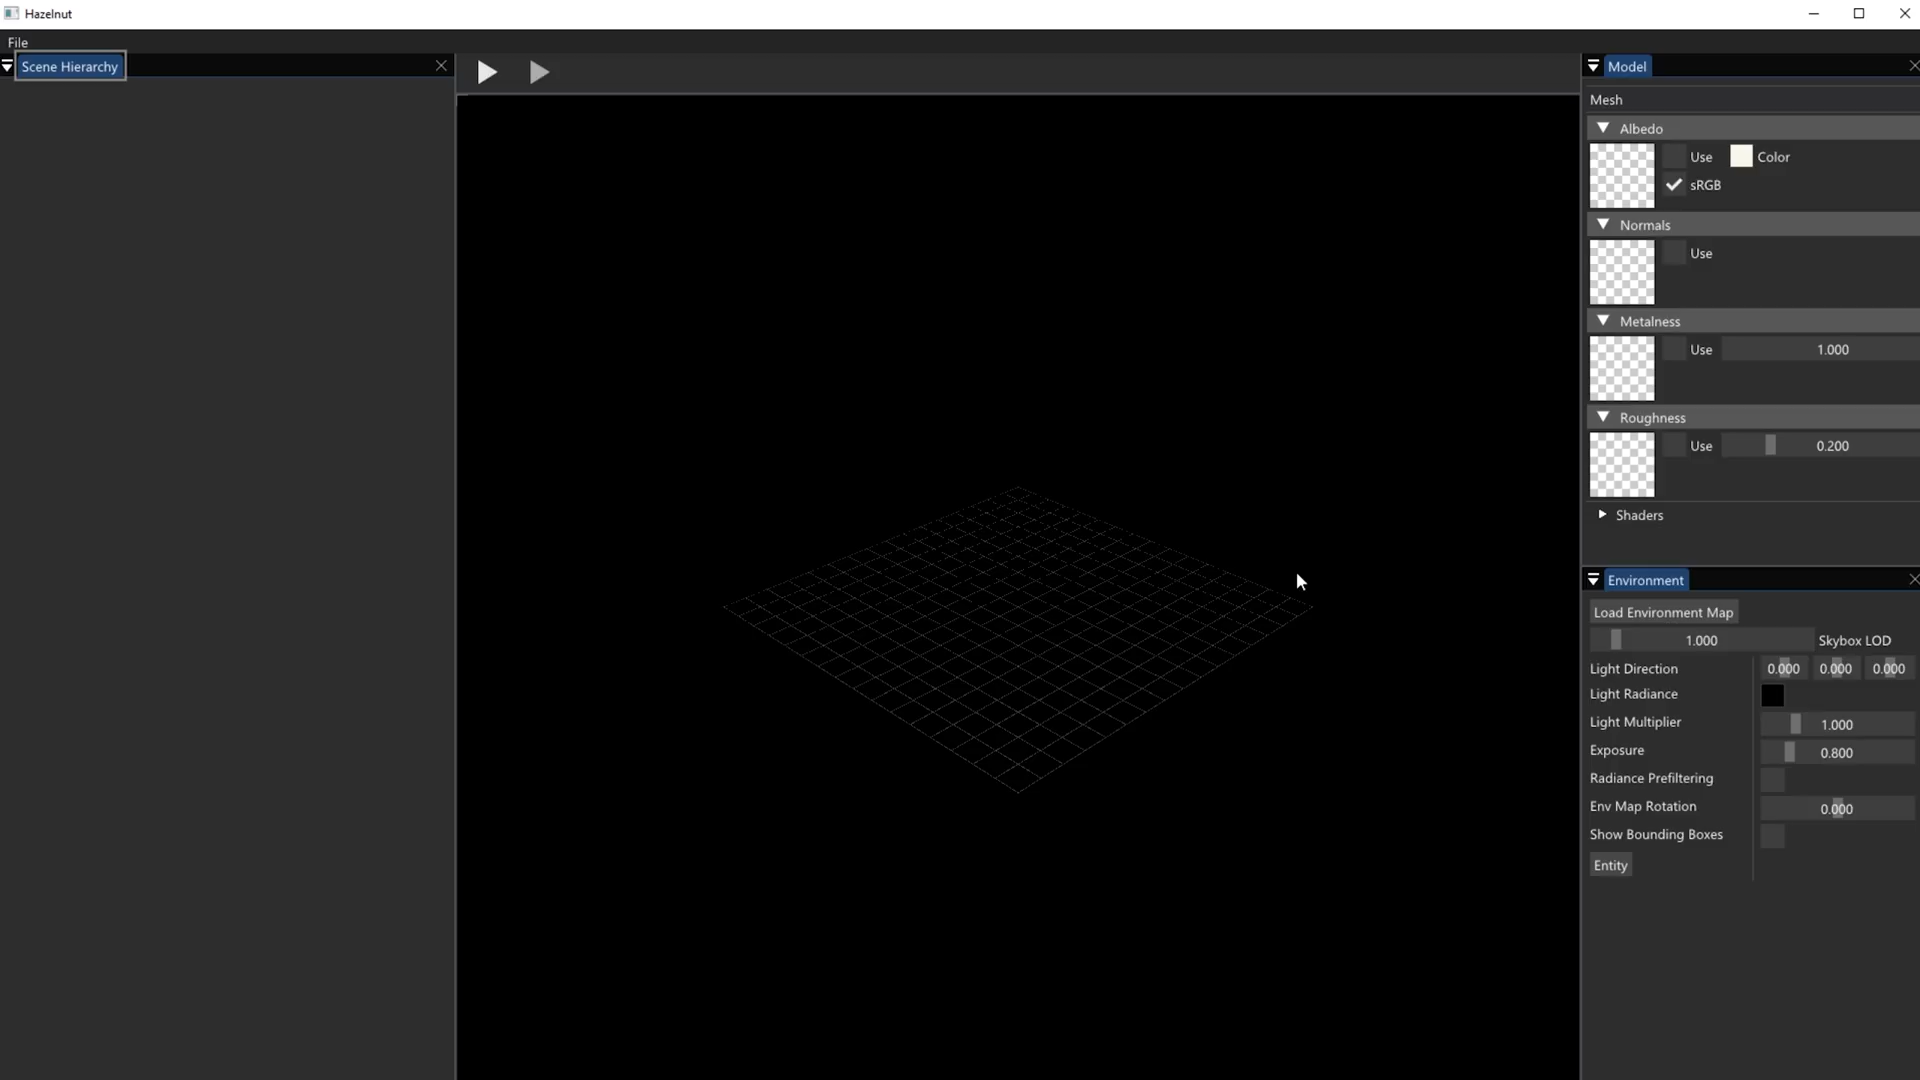 Hazelnut
File
Scene Hierarchy
Model
Mesh
Albedo
Use Color
sRGB
Normals
Use
Metalness
Use 1.000
Roughness
Use 0.200
Shaders
Environment
Load Environment Map
1.000 Skybox LOD
Light Direction 0.000 0.000 0.000
Light Radiance
Light Multiplier 1.000
Exposure 0.800
Radiance Prefiltering
Env Map Rotation 0.000
Show Bounding Boxes
Entity